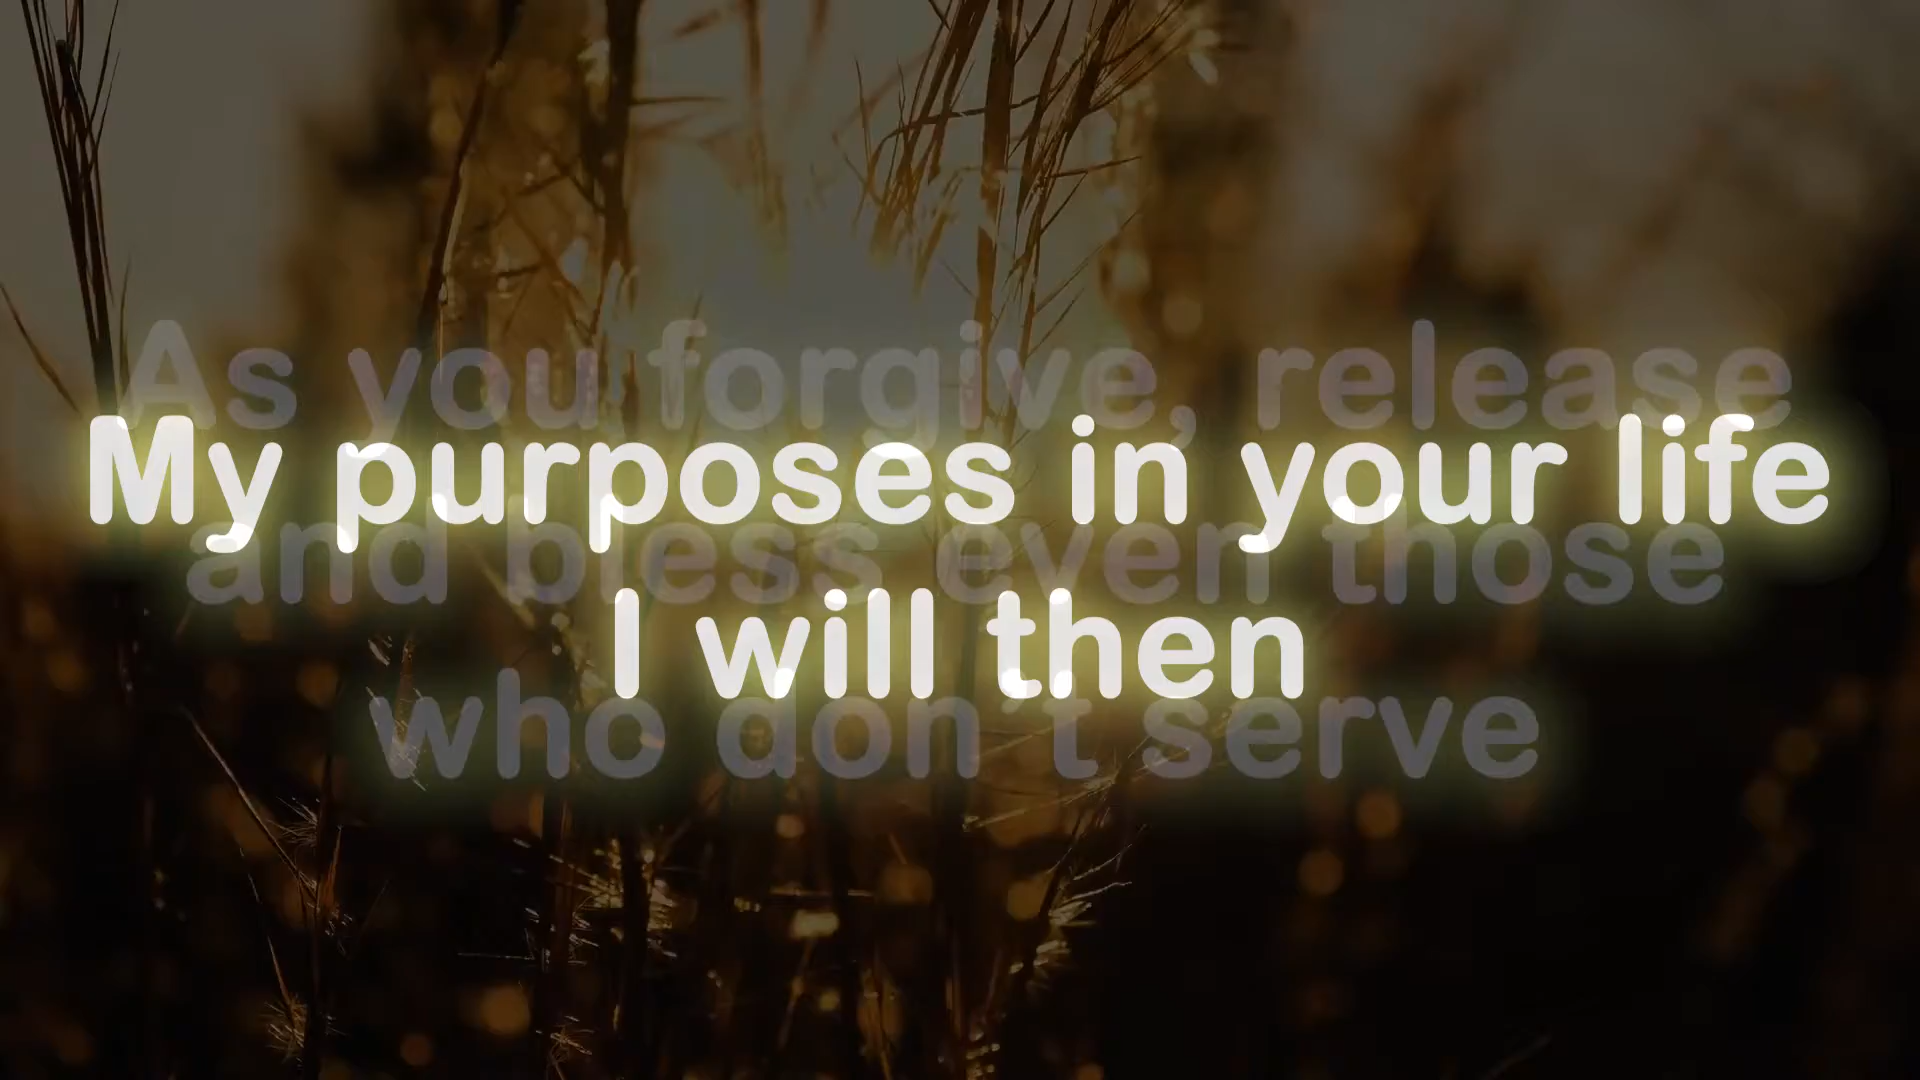 As you forgive, release
My purposes in your life
and bless even those
I will then
who don't serve